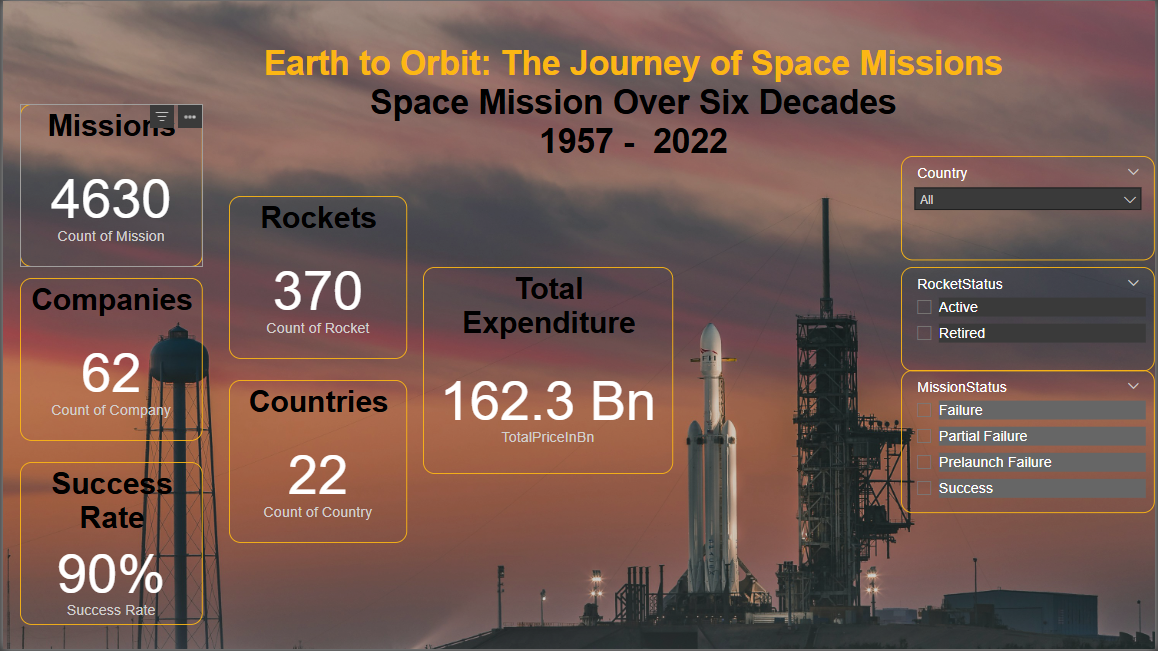 Earth to Orbit: The Journey of Space Missions
Space Mission Over Six Decades
1957 - 2022
Missions
4630
Count of Mission
Companies
62
Count of Company
Success
Rate
90%
Success Rate
Rockets
370
Count of Rocket
Countries
22
Count of Country
Total
Expenditure
162.3 Bn
TotalPriceInBn
Country
All
RocketStatus
Active
Retired
MissionStatus
Failure
Partial Failure
Prelaunch Failure
Success